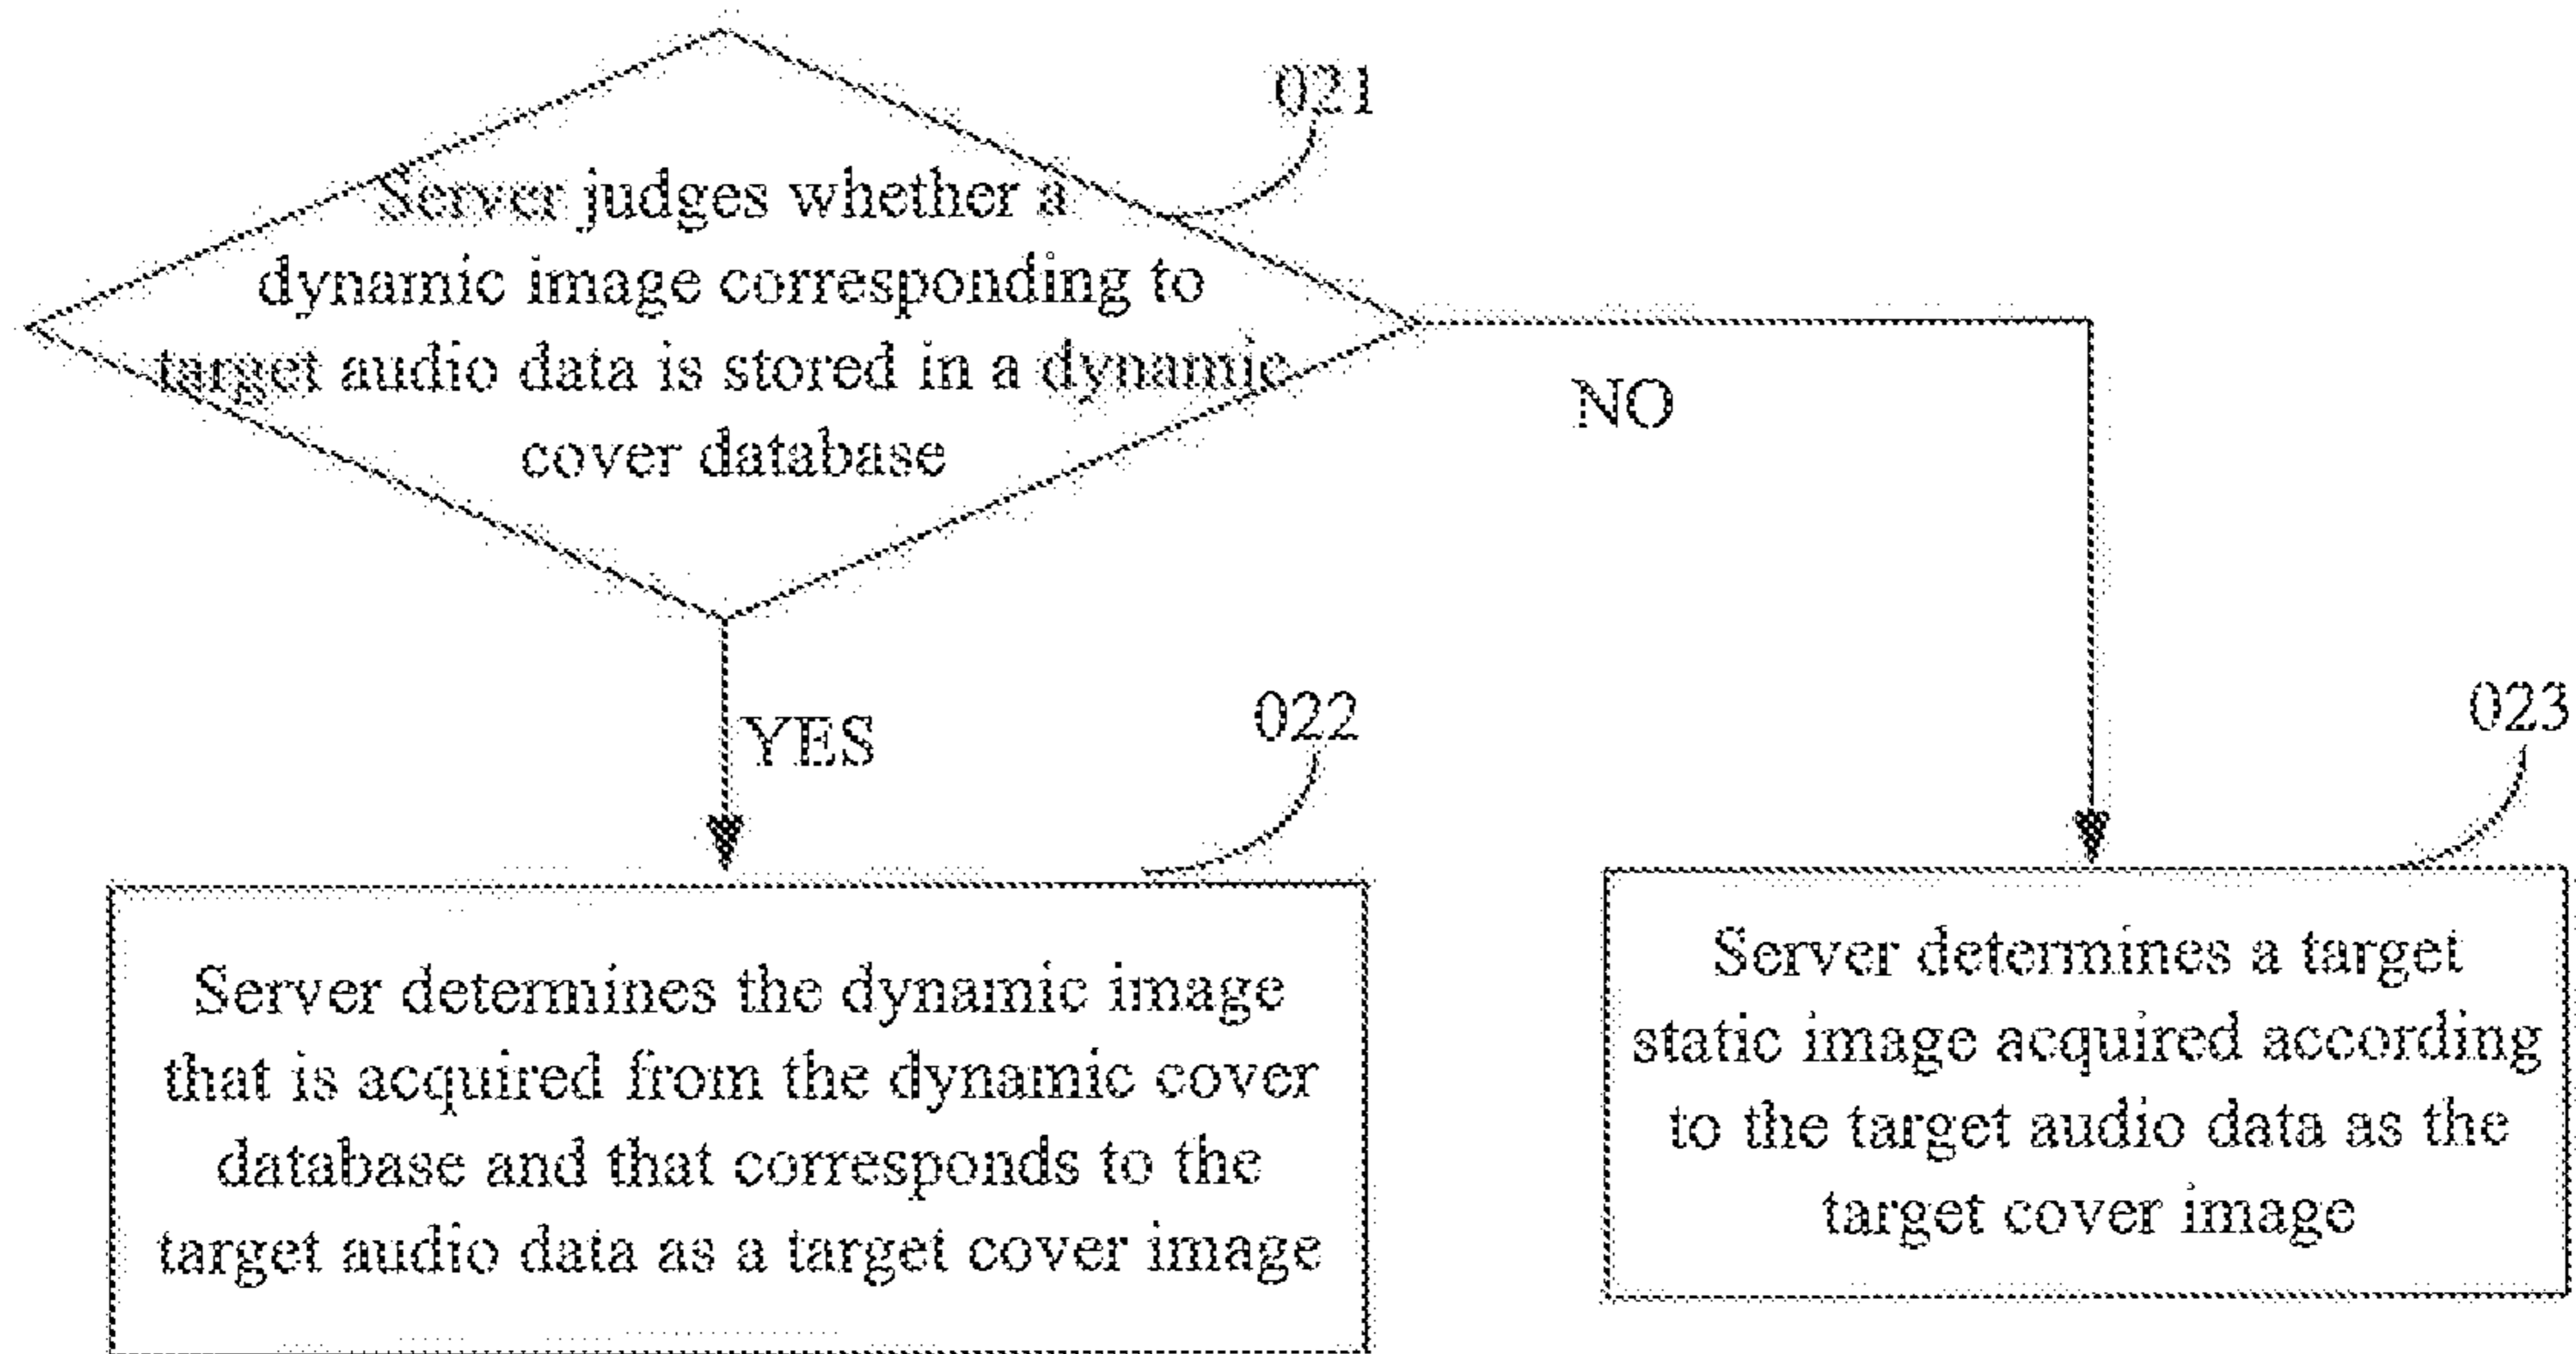 021
Server judges whether a
dynamic image corresponding to
target audio data is stored in a dynamic
cover database
NO
YES
022
023
Server determines the dynamic image
that is acquired from the dynamic cover
database and that corresponds to the
target audio data as a target cover image
Server determines a target
static image acquired according
to the target audio data as the
target cover image